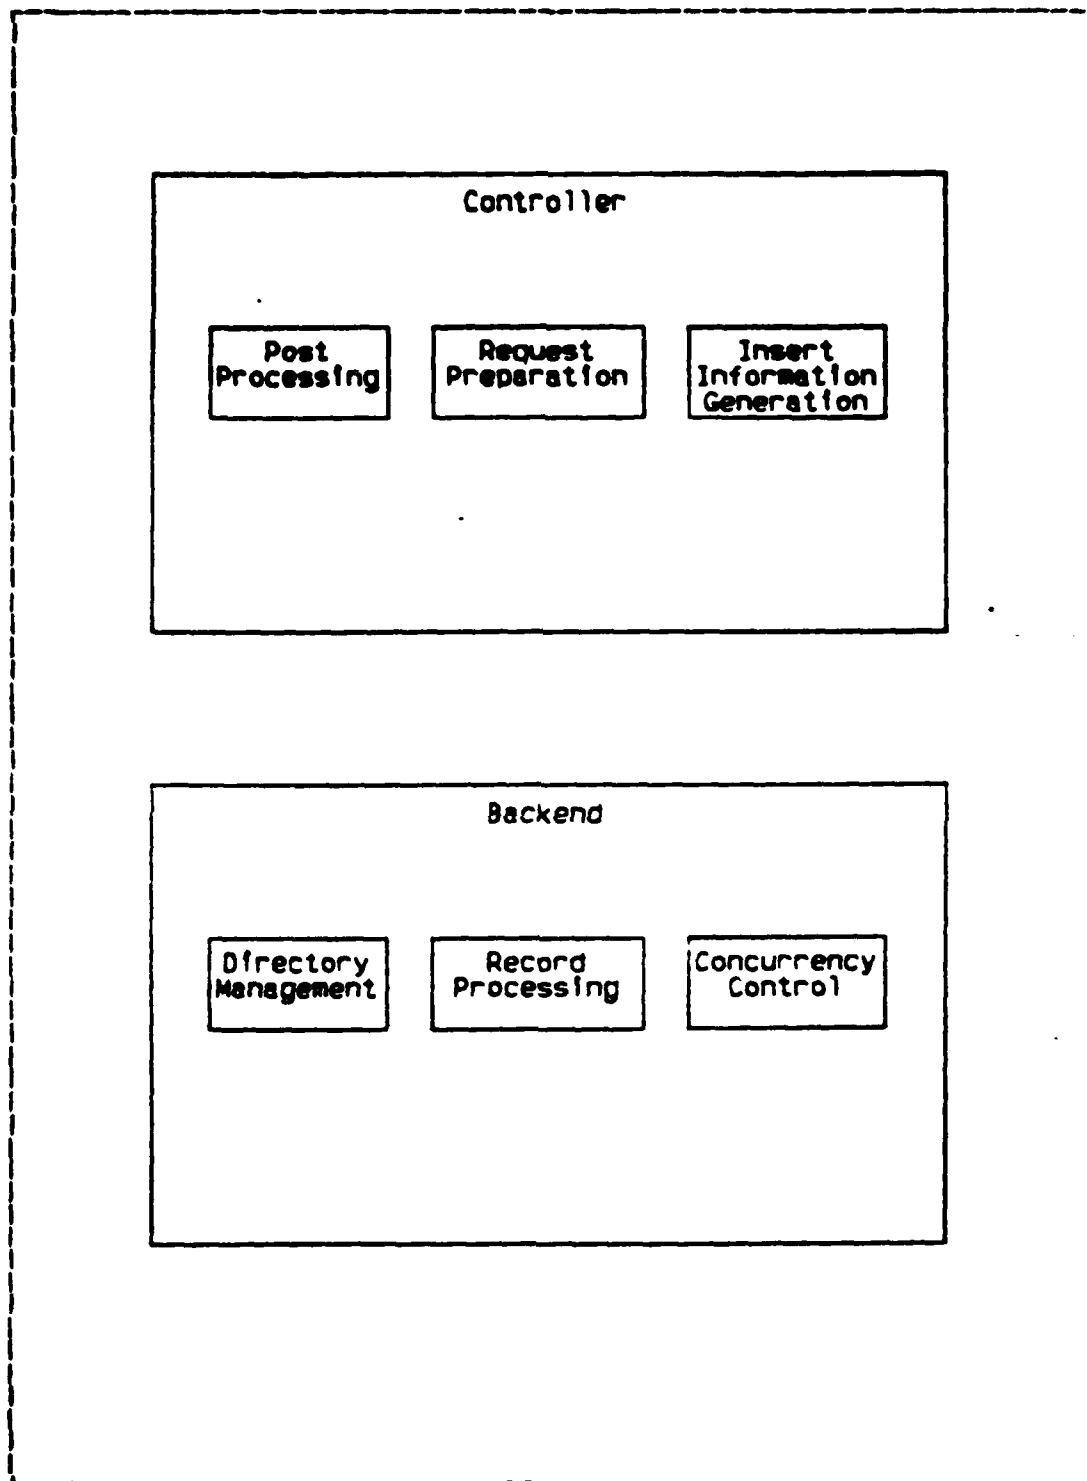 Controller
Post
Processing
Request
Preparation
Insert
Information
Generation
Backend
Directory
Management
Record
Processing
Concurrency
Control